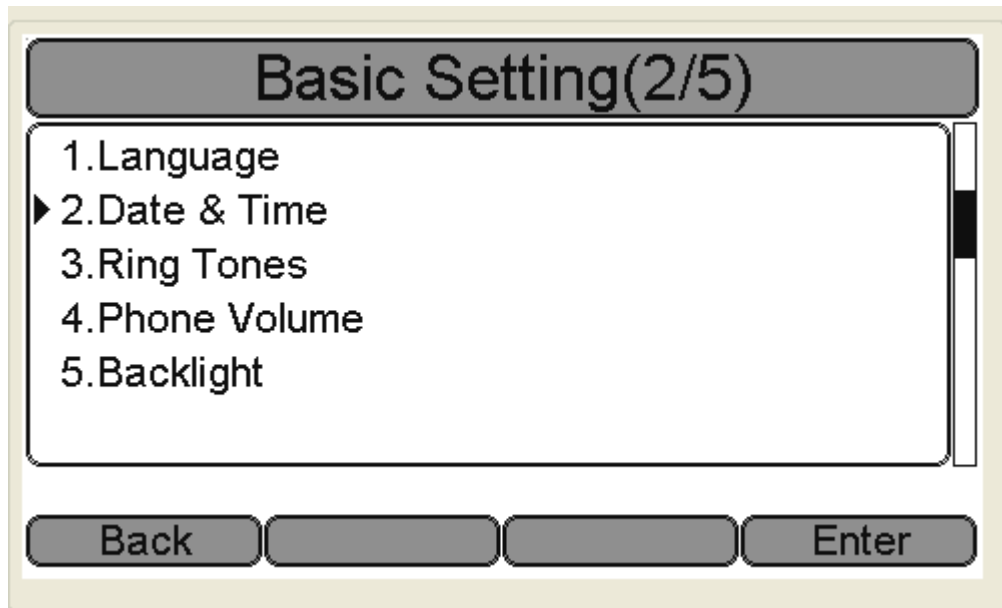 Basic Setting(2/5)
1.Language
2.Date & Time
3.Ring Tones
4.Phone Volume
5.Backlight
Back Enter